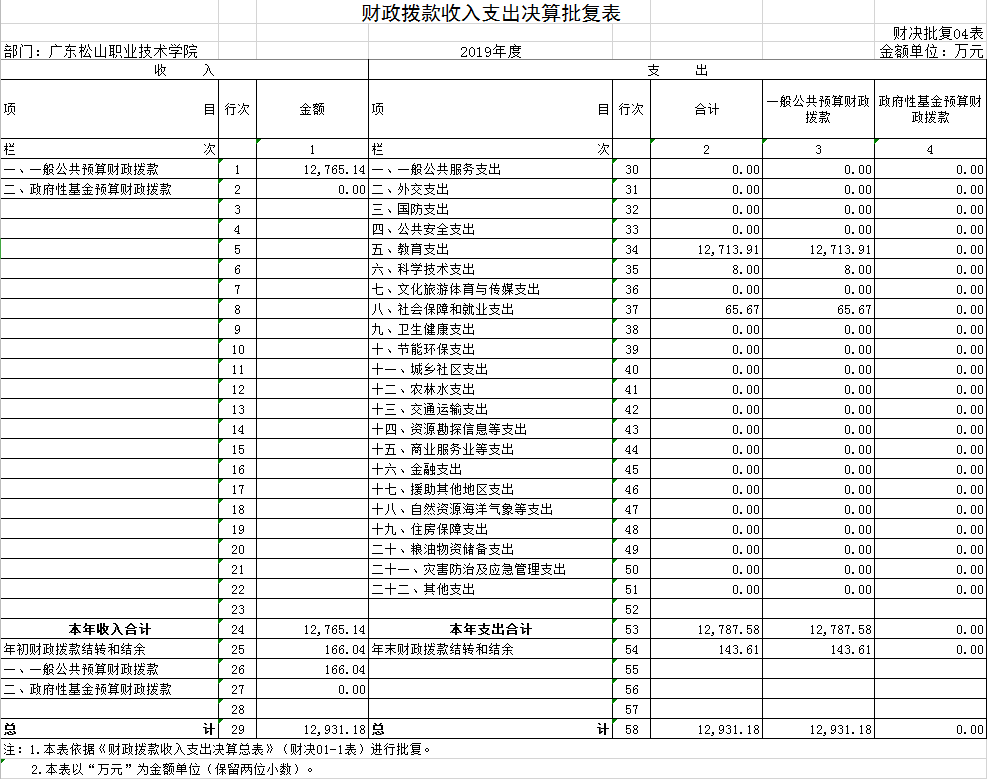 财政拨款收入支出决算批复表
财决批复04表
部门：广东松山职业技术学院 2019年度 金额单位：万元
收 入 支 出
项 目 行次 金额 项 目 行次 合计 一般公共预算财政拨款 政府性基金预算财政拨款
栏 次 1 栏 次 2 3 4
一、一般公共预算财政拨款 1 12,765.14 一、一般公共服务支出 30 0.00 0.00 0.00
二、政府性基金预算财政拨款 2 0.00 二、外交支出 31 0.00 0.00 0.00
3 三、国防支出 32 0.00 0.00 0.00
4 四、公共安全支出 33 0.00 0.00 0.00
5 五、教育支出 34 12,713.91 12,713.91 0.00
6 六、科学技术支出 35 8.00 8.00 0.00
7 七、文化旅游体育与传媒支出 36 0.00 0.00 0.00
8 八、社会保障和就业支出 37 65.67 65.67 0.00
9 九、卫生健康支出 38 0.00 0.00 0.00
10 十、节能环保支出 39 0.00 0.00 0.00
11 十一、城乡社区支出 40 0.00 0.00 0.00
12 十二、农林水支出 41 0.00 0.00 0.00
13 十三、交通运输支出 42 0.00 0.00 0.00
14 十四、资源勘探信息等支出 43 0.00 0.00 0.00
15 十五、商业服务业等支出 44 0.00 0.00 0.00
16 十六、金融支出 45 0.00 0.00 0.00
17 十七、援助其他地区支出 46 0.00 0.00 0.00
18 十八、自然资源海洋气象等支出 47 0.00 0.00 0.00
19 十九、住房保障支出 48 0.00 0.00 0.00
20 二十、粮油物资储备支出 49 0.00 0.00 0.00
21 二十一、灾害防治及应急管理支出 50 0.00 0.00 0.00
22 二十二、其他支出 51 0.00 0.00 0.00
23 52
本年收入合计 24 12,765.14 本年支出合计 53 12,787.58 12,787.58 0.00
年初财政拨款结转和结余 25 166.04 年末财政拨款结转和结余 54 143.61 143.61 0.00
一、一般公共预算财政拨款 26 166.04 55
二、政府性基金预算财政拨款 27 0.00 56
28 57
总 计 29 12,931.18 总 计 58 12,931.18 12,931.18 0.00
注：1.本表依据《财政拨款收入支出决算总表》（财决01-1表）进行批复。
2.本表以“万元”为金额单位（保留两位小数）。